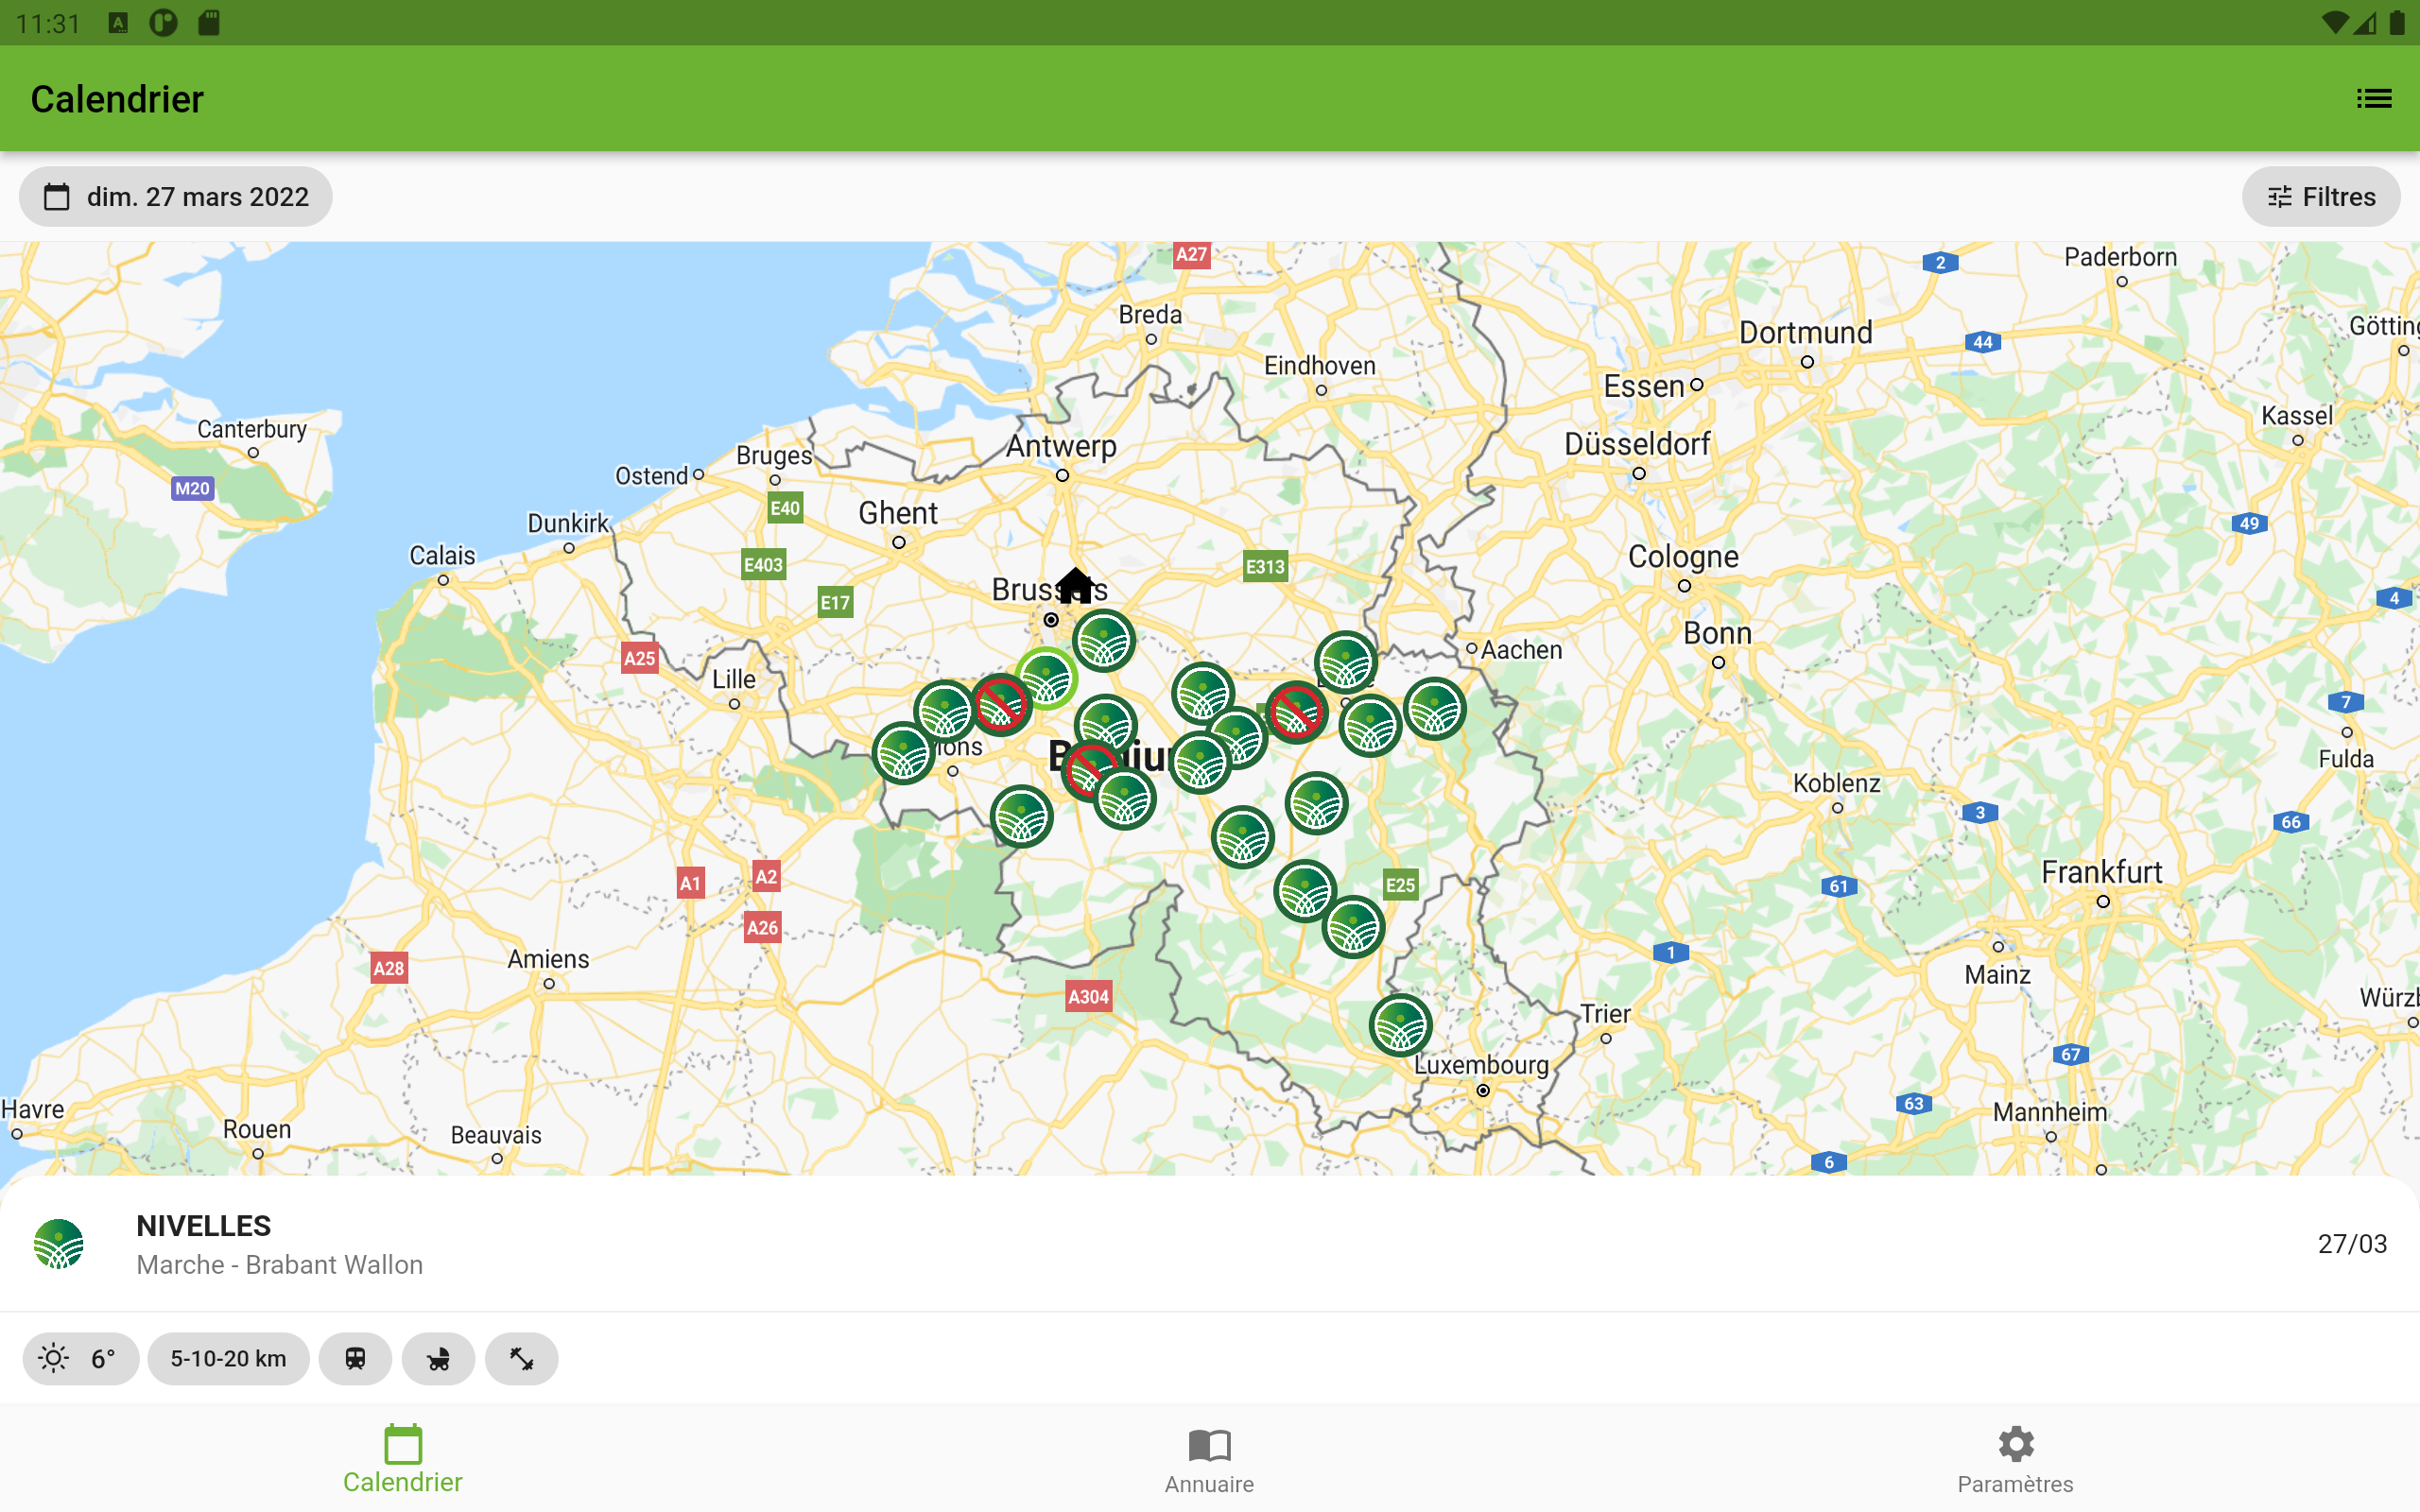 11:31
Calendrier
dim. 27 mars 2022
Filtres
A27
2
Paderborn
Breda
Dortmund
44
Götting
Eindhoven
Essen
Kassel
Canterbury
Antwerp
Düsseldorf
Bruges
Ostend
M20
E40
Ghent
Dunkirk
49
Calais
E403
E313
Cologne
Brussels
E17
4
Bonn
A25
Aachen
Lille
7
Mons
Belgium
Fulda
Koblenz
3
66
A1
A2
E25
61
Frankfurt
A26
1
Amiens
A28
Mainz
A304
Würzb
Trier
67
Luxembourg
63
Havre
Mannheim
Rouen
Beauvais
6
NIVELLES
Marche - Brabant Wallon
27/03
6°
5-10-20 km
Calendrier
Annuaire
Paramètres